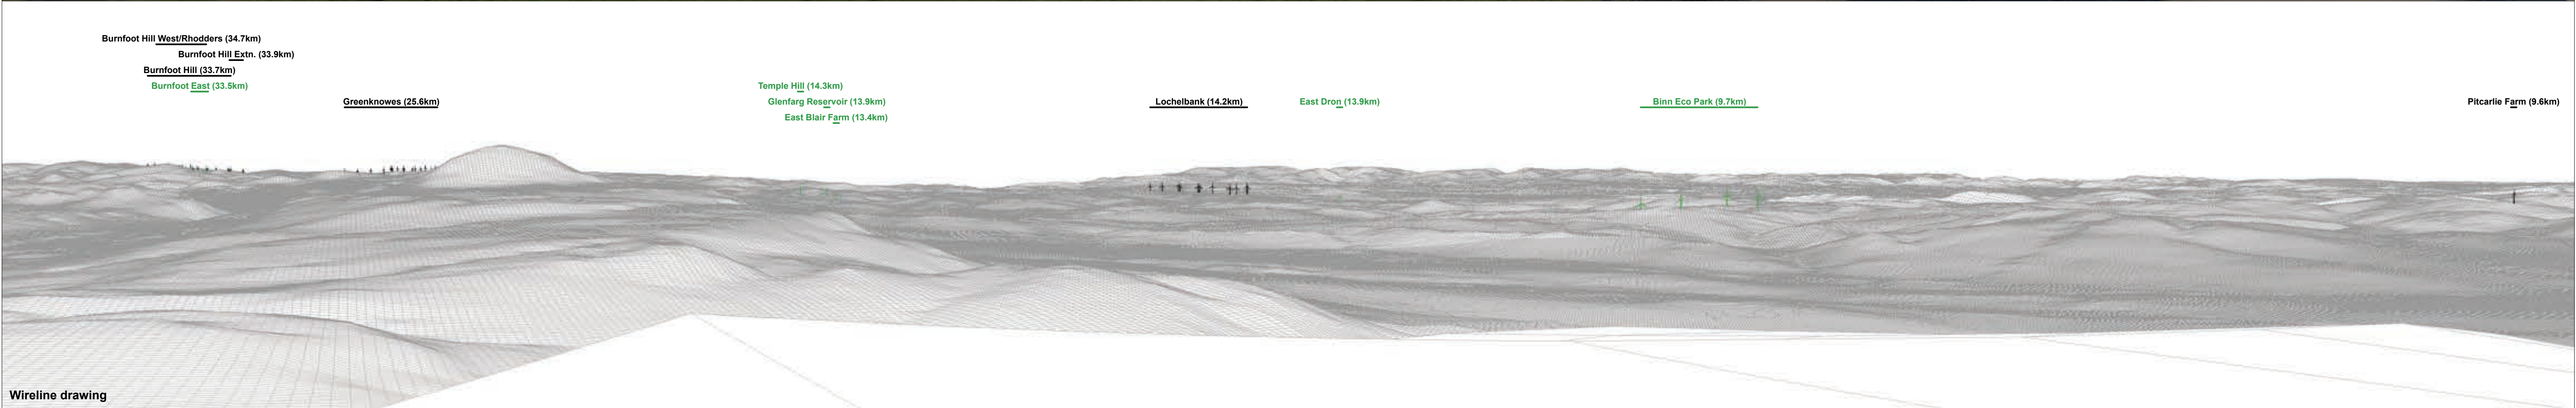 Burnfoot Hill West/Rhodders (34.7km)
Burnfoot Hill Extn. (33.9km)
Burnfoot Hill (33.7km)
Burnfoot East (33.5km)
Greenknowes (25.6km)
Temple Hill (14.3km)
Glenfarg Reservoir (13.9km)
East Blair Farm (13.4km)
Lochelbank (14.2km)
East Dron (13.9km)
Binn Eco Park (9.7km)
Pitcarlie Farm (9.6km)
Wireline drawing